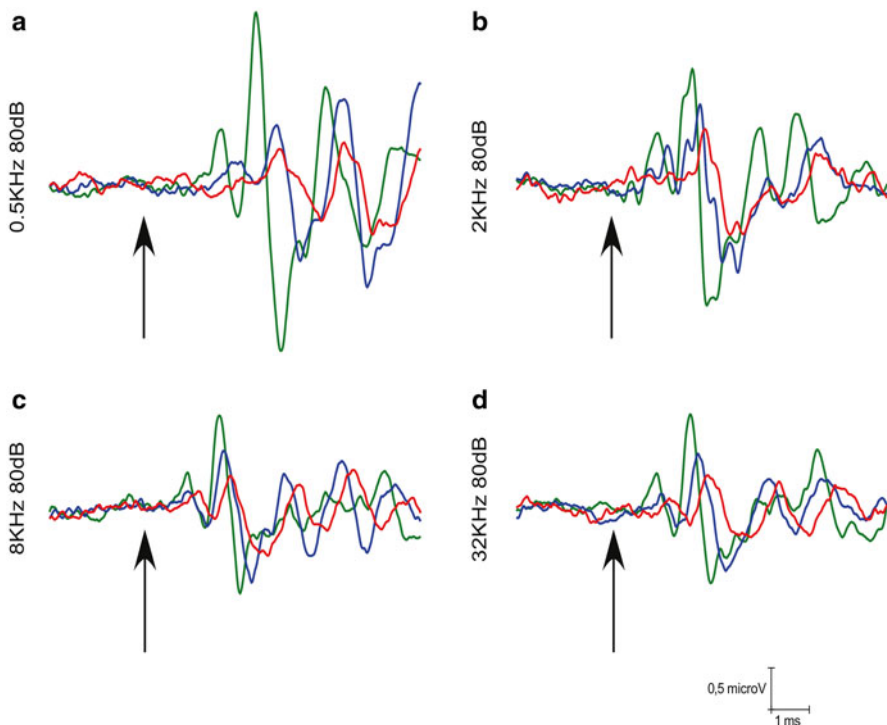 a
0.5KHz 80dB
b
2KHz 80dB
c
8KHz 80dB
d
32KHz 80dB
0,5 microV
1 ms